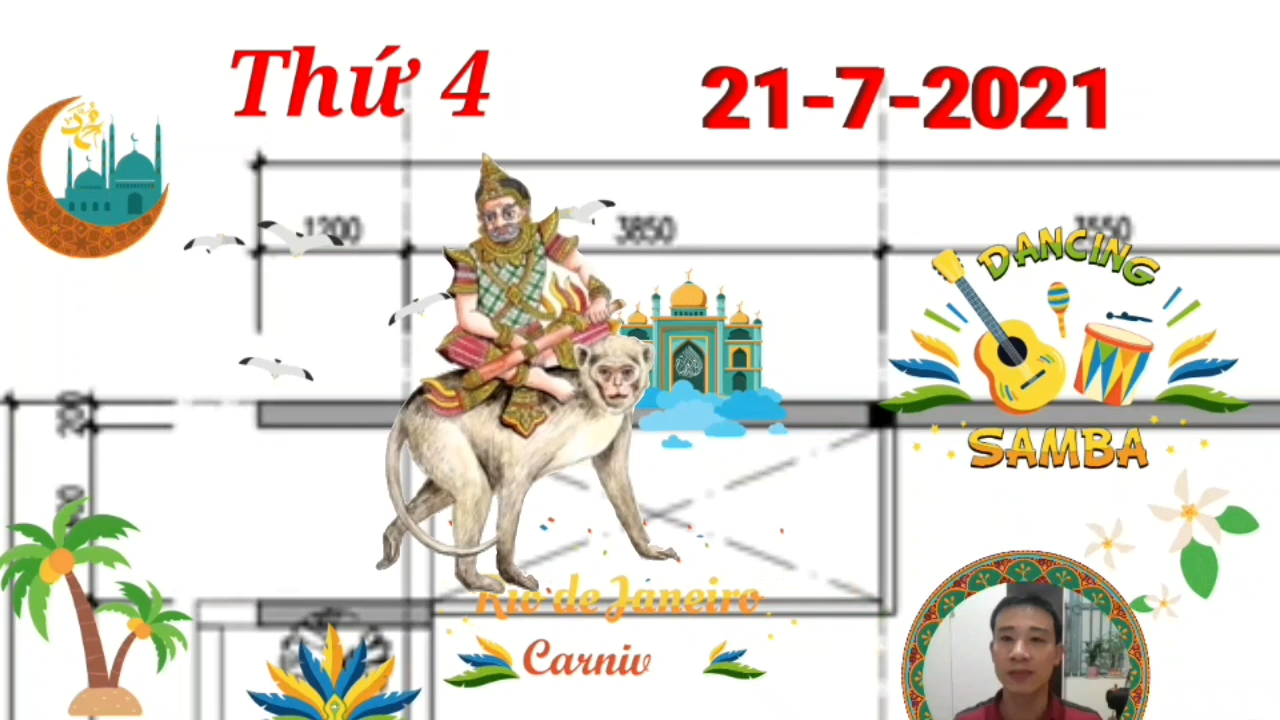 Thứ 4
21-7-2021
1200
3850
3550
DANCING
SAMBA
Rio de Janeiro
Carniv